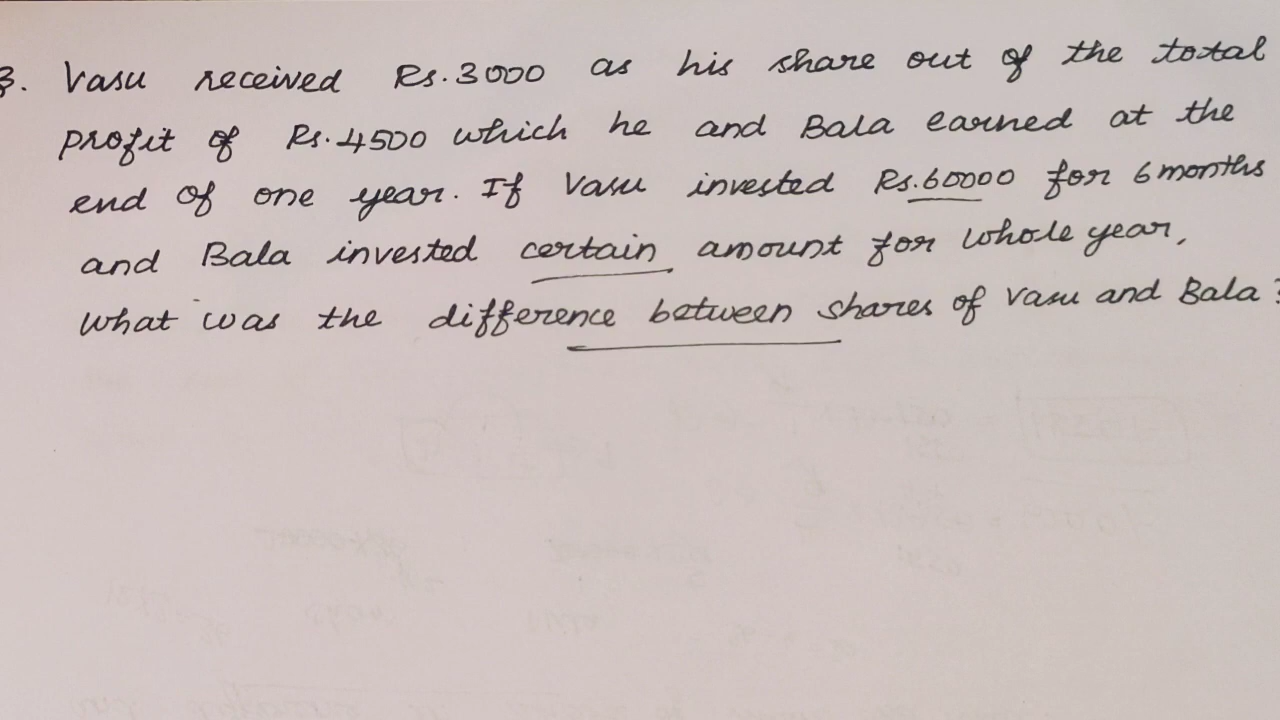 3. Vasu received Rs.3000 as his share out of the total
profit of Rs.4500 which he and Bala earned at the
end of one year. If Vasu invested Rs.60000 for 6 months
and Bala invested certain amount for whole year,
What was the difference between shares of Vasu and Bala?